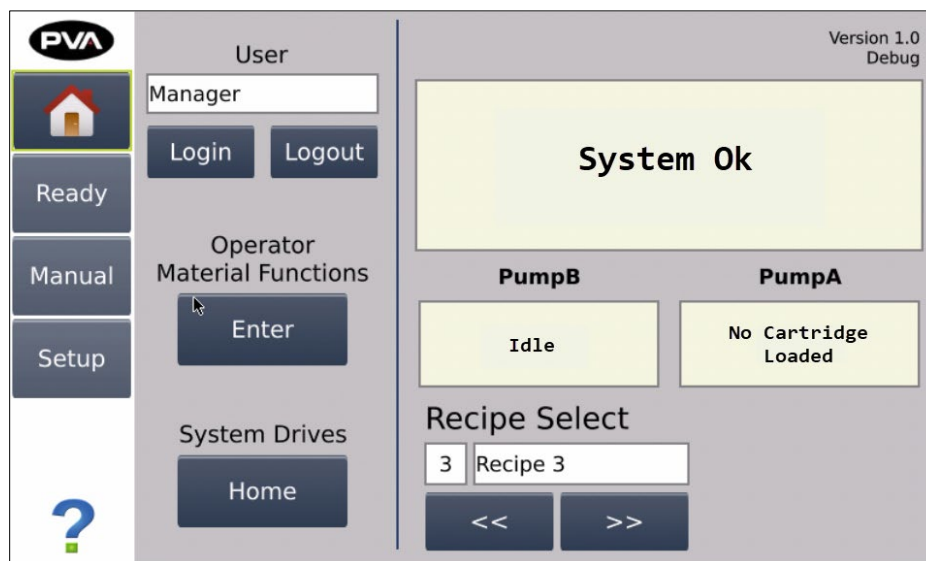 PVA
Ready
Manual
Setup
?
User
Manager
Login Logout
Operator
Material Functions
Enter
System Drives
Home
Version 1.0
Debug
System Ok
PumpB PumpA
Idle
No Cartridge
Loaded
Recipe Select
3 Recipe 3
<< >>